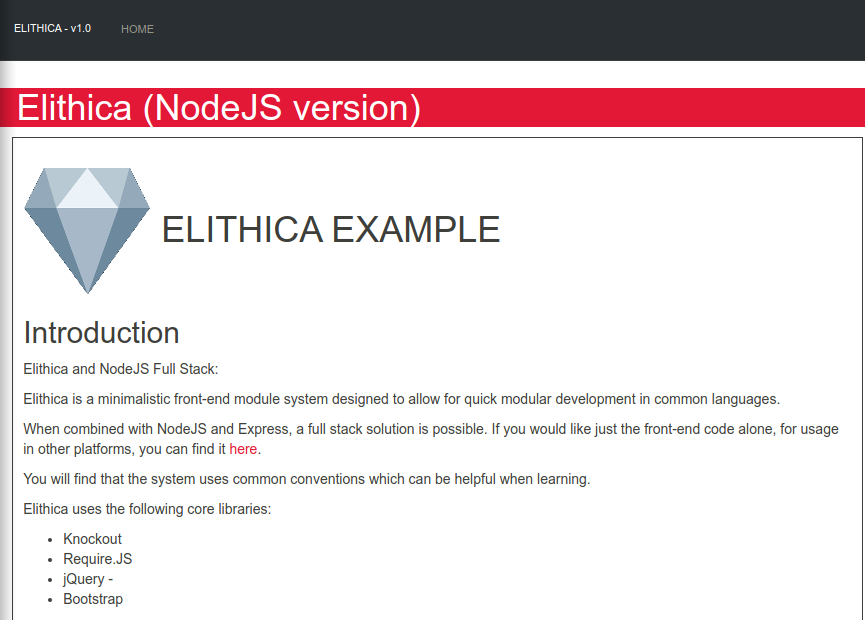 ELITHICA - v1.0 HOME
Elithica (NodeJS version)
ELITHICA EXAMPLE
Introduction
Elithica and NodeJS Full Stack:
Elithica is a minimalistic front-end module system designed to allow for quick modular development in common languages.
When combined with NodeJS and Express, a full stack solution is possible. If you would like just the front-end code alone, for usage
in other platforms, you can find it here.
You will find that the system uses common conventions which can be helpful when learning.
Elithica uses the following core libraries:
• Knockout
• Require.JS
• jQuery -
• Bootstrap